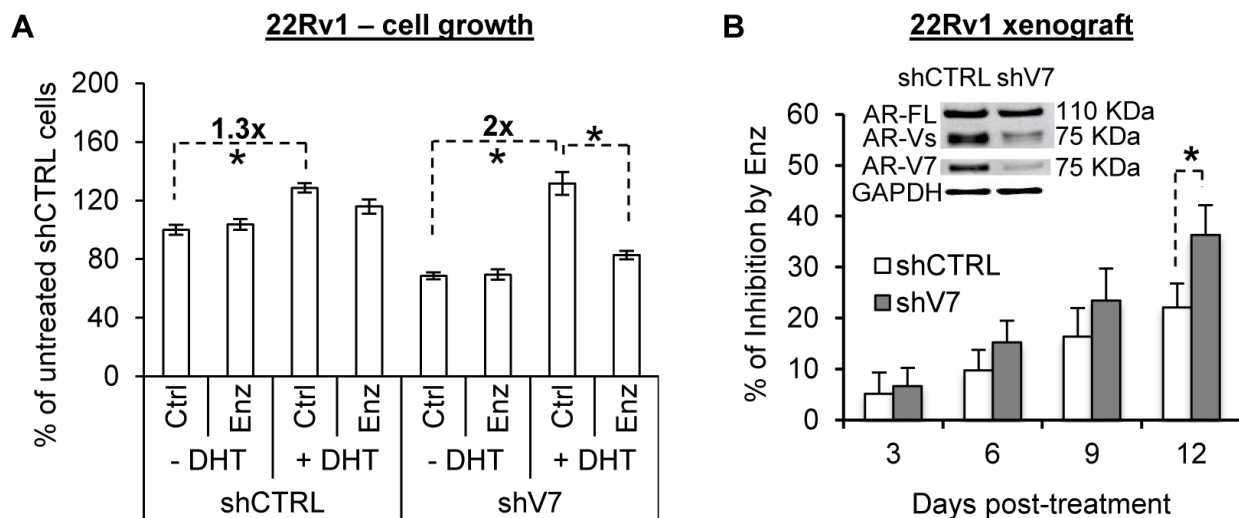 A
22Rv1 – cell growth
% of untreated shCTRL cells
200
160
120
80
40
0
1.3x
*
2x
*
*
Ctrl Enz Ctrl Enz Ctrl Enz Ctrl Enz
- DHT + DHT - DHT + DHT
shCTRL shV7
B
22Rv1 xenograft
shCTRL shV7
AR-FL 110 KDa
AR-Vs 75 KDa
AR-V7 75 KDa
GAPDH
% of Inhibition by Enz
60
50
40
30
20
10
0
*
shCTRL
shV7
3 6 9 12
Days post-treatment